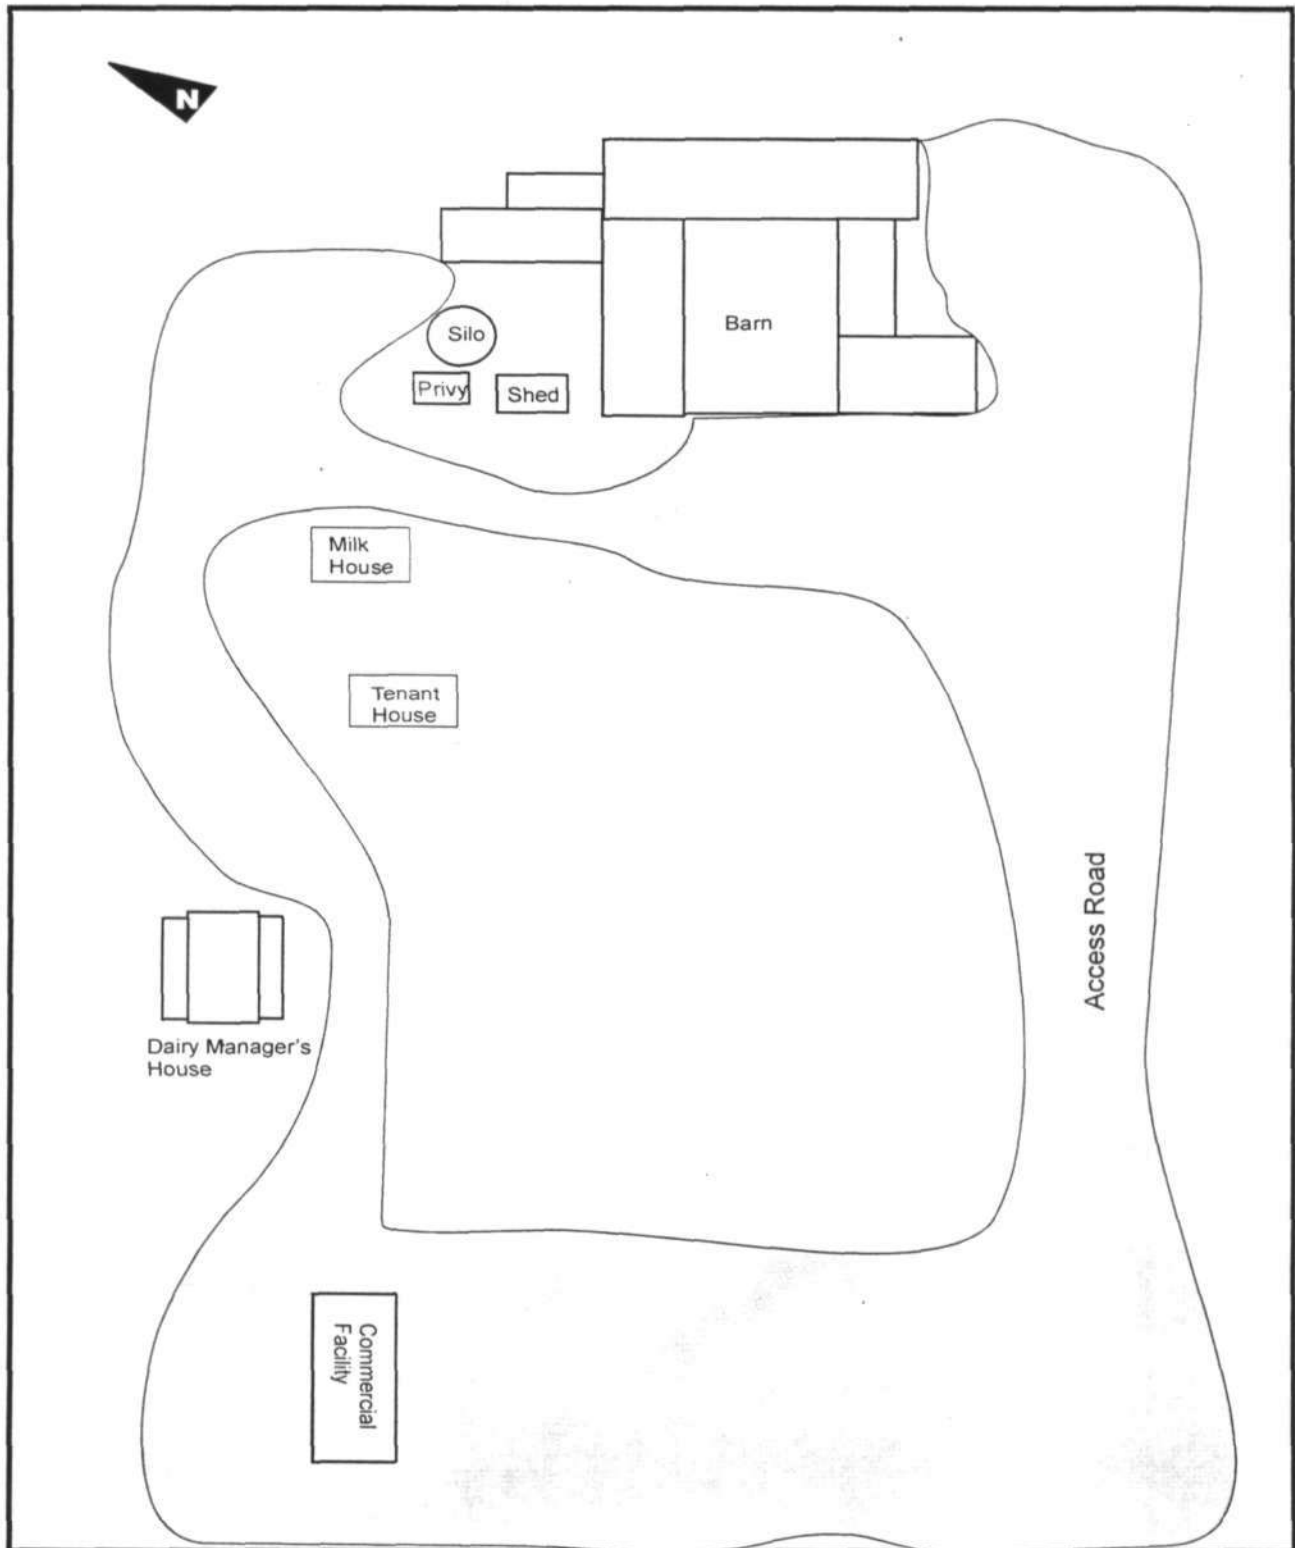 N
Barn
Silo
Privy
Shed
Milk
House
Tenant
House
Access Road
Dairy Manager's
House
Commercial
Facility